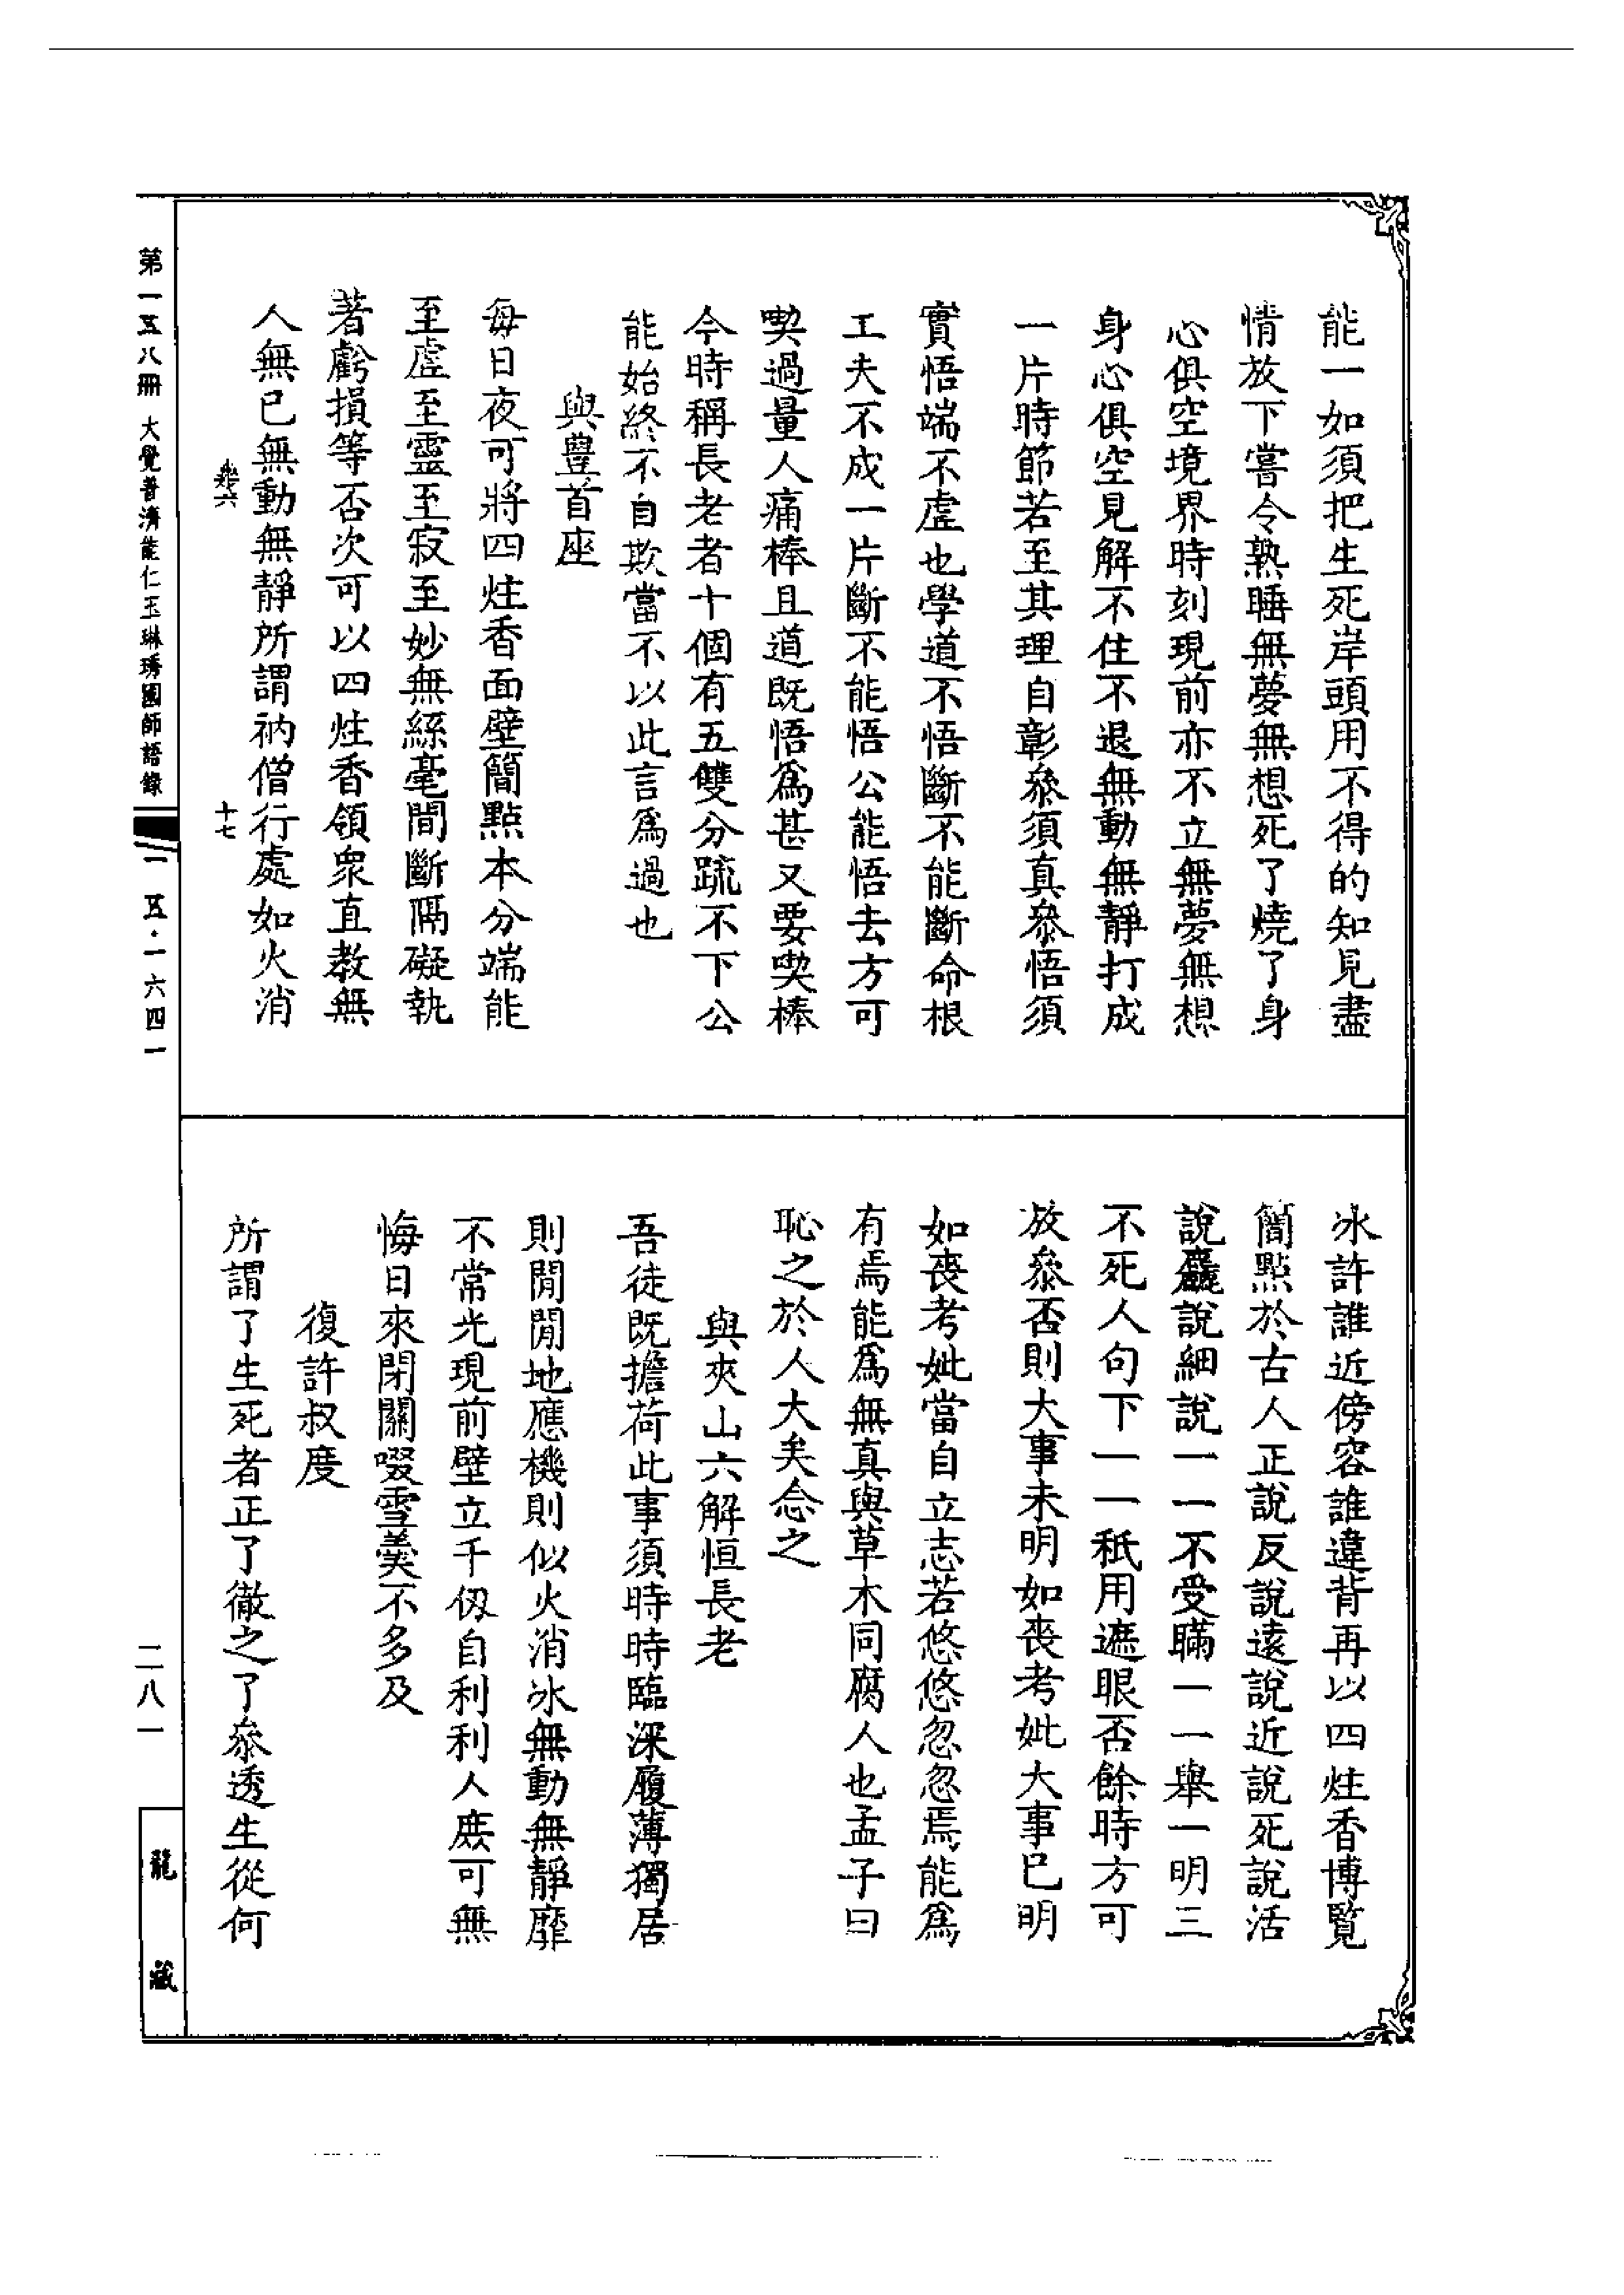 能一如須把生死岸頭用不得的知見盡
情放下嘗令熟睡無夢無想死了燒了身
心俱空境界時刻現前亦不立無夢無想
身心俱空見解不住不退無動無靜打成
一片時節若至其理自彰叅須真叅悟須
實悟端不虛也學道不悟斷不能斷命根
工夫不成一片斷不能悟公能悟去方可
喫過量人痛棒且道既悟為甚又要喫棒
今時稱長老者十個有五雙分疏不下公
能始終不自欺當不以此言為過也
與豊首座
每日夜可將四炷香面壁簡點本分端能
至虛至靈至寂至妙無絲毫間斷隔礙執
著虧損等否次可以四炷香領衆直教無
人無已無動無靜所謂衲僧行處如火消
六 十七
第一五八冊 大覺普濟能仁玉琳琇國師語錄 一五·一六四一
氷許誰近傍容誰違背再以四炷香博覧
簡點於古人正說反說遠說近說死說活
說麤說細說一一不受瞞一一舉一明三
不死人句下一一秖用遮眼否餘時方可
放叅否則大事未明如喪考妣大事已明
如喪考妣當自立志若悠悠忽忽焉能為
有焉能為無真與草木同腐人也孟子曰
恥之於人大矣念之
與夾山六解恒長老
吾徒既擔荷此事須時時臨深履薄獨居
則閒閒地應機則似火消氷無動無靜靡
不常光現前壁立千仭自利利人庶可無
悔日來閉關啜雪羹不多及
復許叔度
所謂了生死者正了徹之了叅透生從何
二八一
龍藏